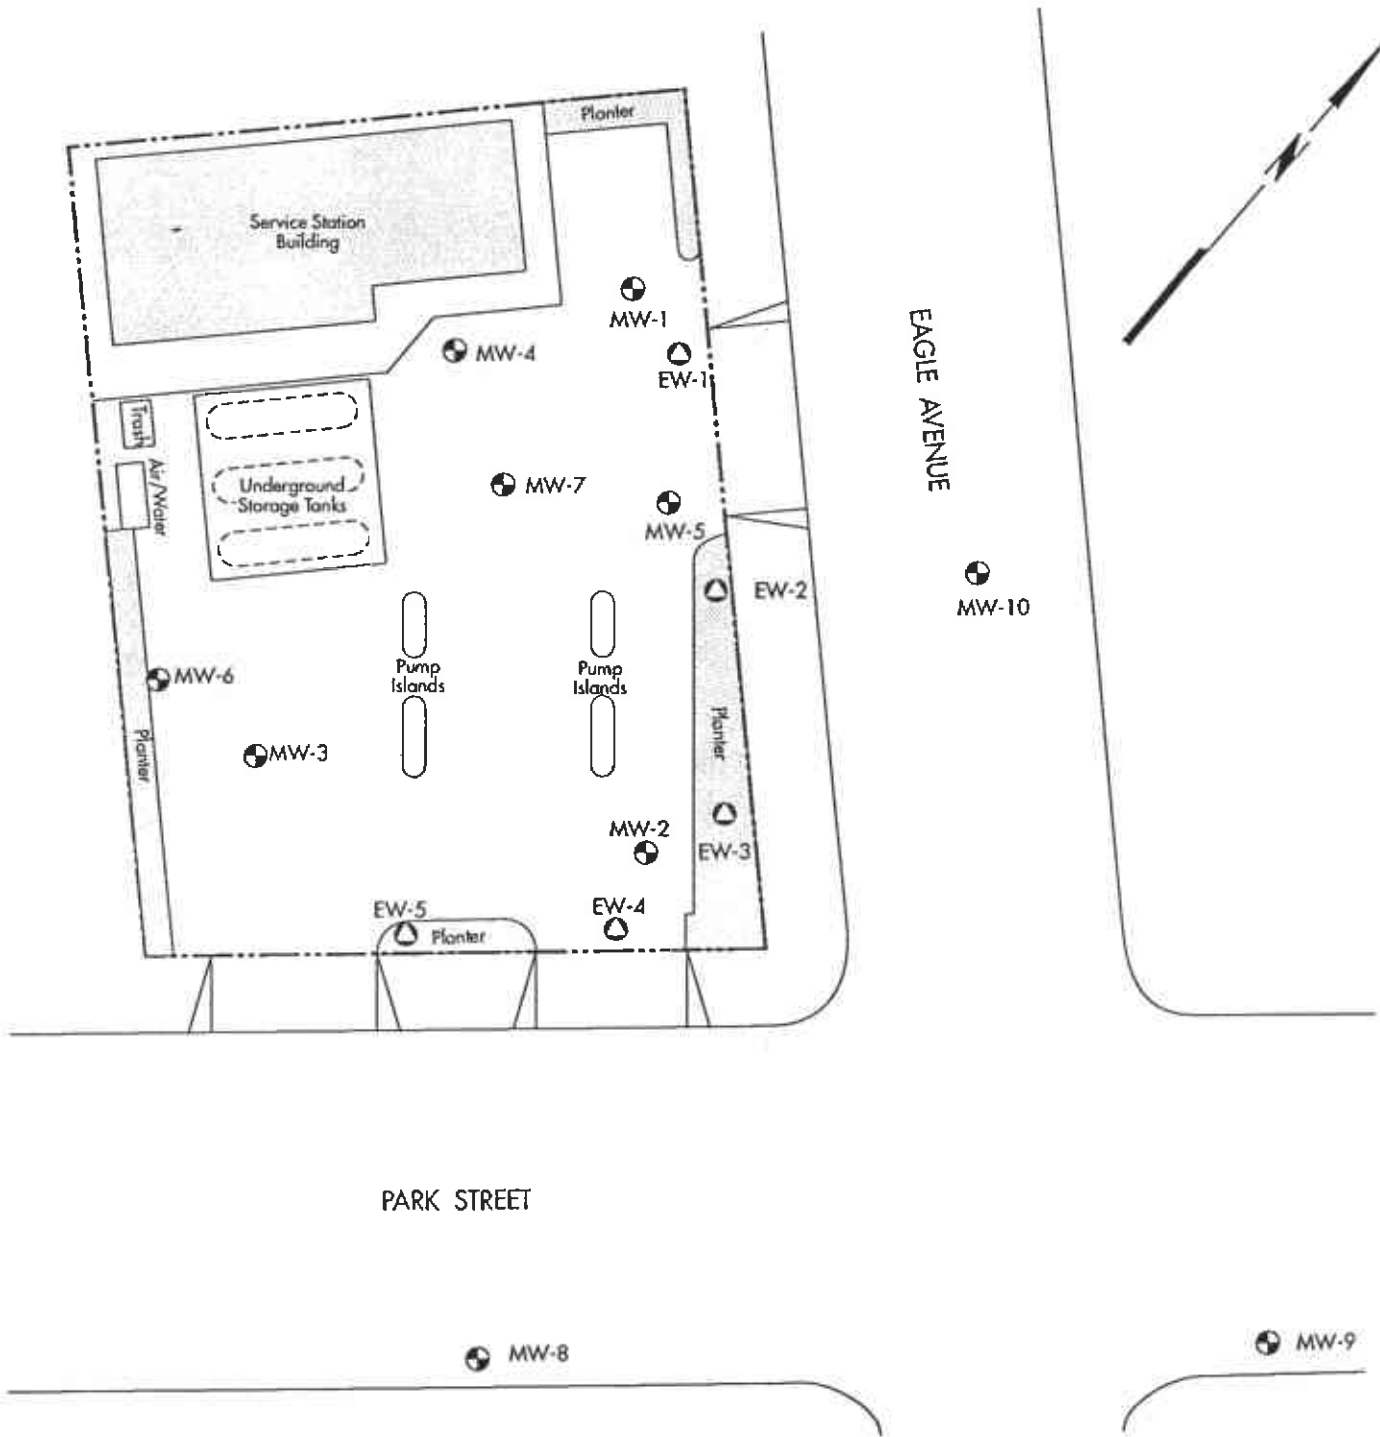 Planter
Service Station
Building
MW-1
MW-4
EW-1
EAGLE AVENUE
Trash
Air/Water
Underground
Storage Tanks
MW-7
MW-5
EW-2
MW-10
Pump
Islands
Pump
Islands
MW-6
Planter
MW-3
Planter
MW-2
EW-3
EW-5
EW-4
Planter
PARK STREET
MW-8
MW-9
N